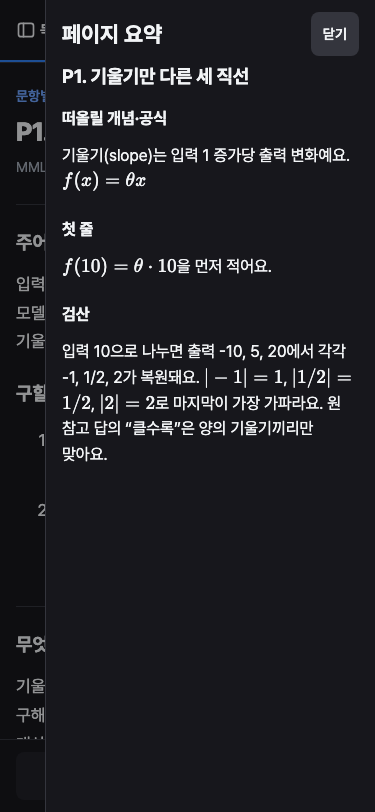 페이지 요약
닫기
P1. 기울기만 다른 세 직선
떠올릴 개념·공식
기울기(slope)는 입력 1 증가당 출력 변화예요.
f(x) = θx
첫 줄
f(10) = θ · 10을 먼저 적어요.
검산
입력 10으로 나누면 출력 -10, 5, 20에서 각각
-1, 1/2, 2가 복원돼요. | − 1| = 1, |1/2| =
1/2, |2| = 2로 마지막이 가장 가파라요. 원
참고 답의 “클수록”은 양의 기울기끼리만
맞아요.
문항별
P1.
MML
주어
입력
모델
기울
구할
1
2
무엇
기울
구해